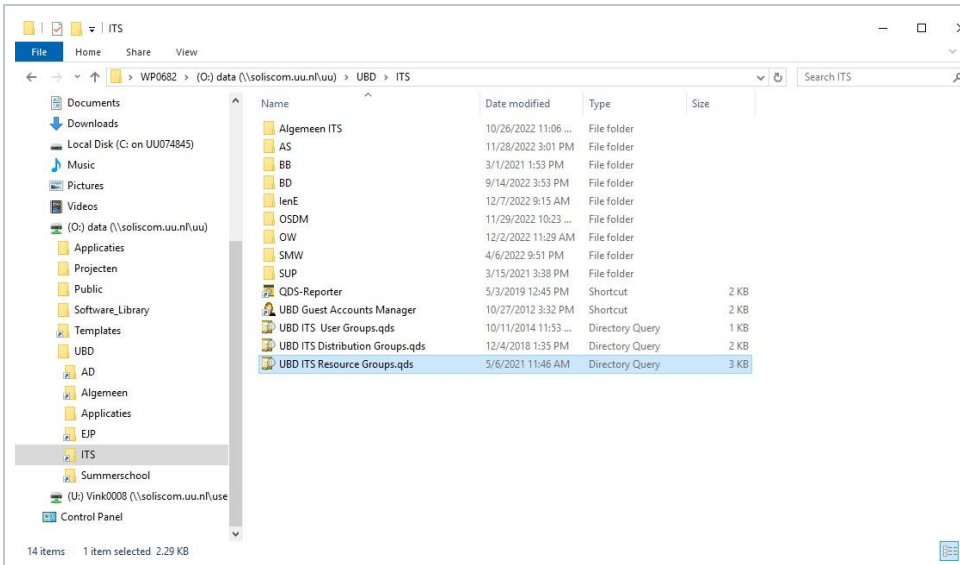 ITS
File Home Share View
WP0682 > (O:) data (\\soliscom.uu.nl\uu) > UBD > ITS
Search ITS
Documents
Downloads
Local Disk (C: on UU074845)
Music
Pictures
Videos
(O:) data (\\soliscom.uu.nl\uu)
Applicaties
Projecten
Public
Software_Library
Templates
UBD
AD
Algemeen
Applicaties
EJP
ITS
Summerschool
(U:) Vink0008 (\\soliscom.uu.nl\use
Control Panel
Name Date modified Type Size
Algemeen ITS 10/26/2022 11:06 ... File folder
AS 11/28/2022 3:01 PM File folder
BB 3/1/2021 1:53 PM File folder
BD 9/14/2022 3:53 PM File folder
IenE 12/7/2022 9:15 AM File folder
OSDM 11/29/2022 10:23 ... File folder
OW 12/2/2022 11:29 AM File folder
SMW 4/6/2022 9:51 PM File folder
SUP 3/15/2021 3:38 PM File folder
QDS-Reporter 5/3/2019 12:45 PM Shortcut 2 KB
UBD Guest Accounts Manager 10/27/2012 3:32 PM Shortcut 2 KB
UBD ITS User Groups.qds 10/11/2014 11:53 ... Directory Query 1 KB
UBD ITS Distribution Groups.qds 12/4/2018 1:35 PM Directory Query 2 KB
UBD ITS Resource Groups.qds 5/6/2021 11:46 AM Directory Query 3 KB
14 items 1 item selected 2.29 KB